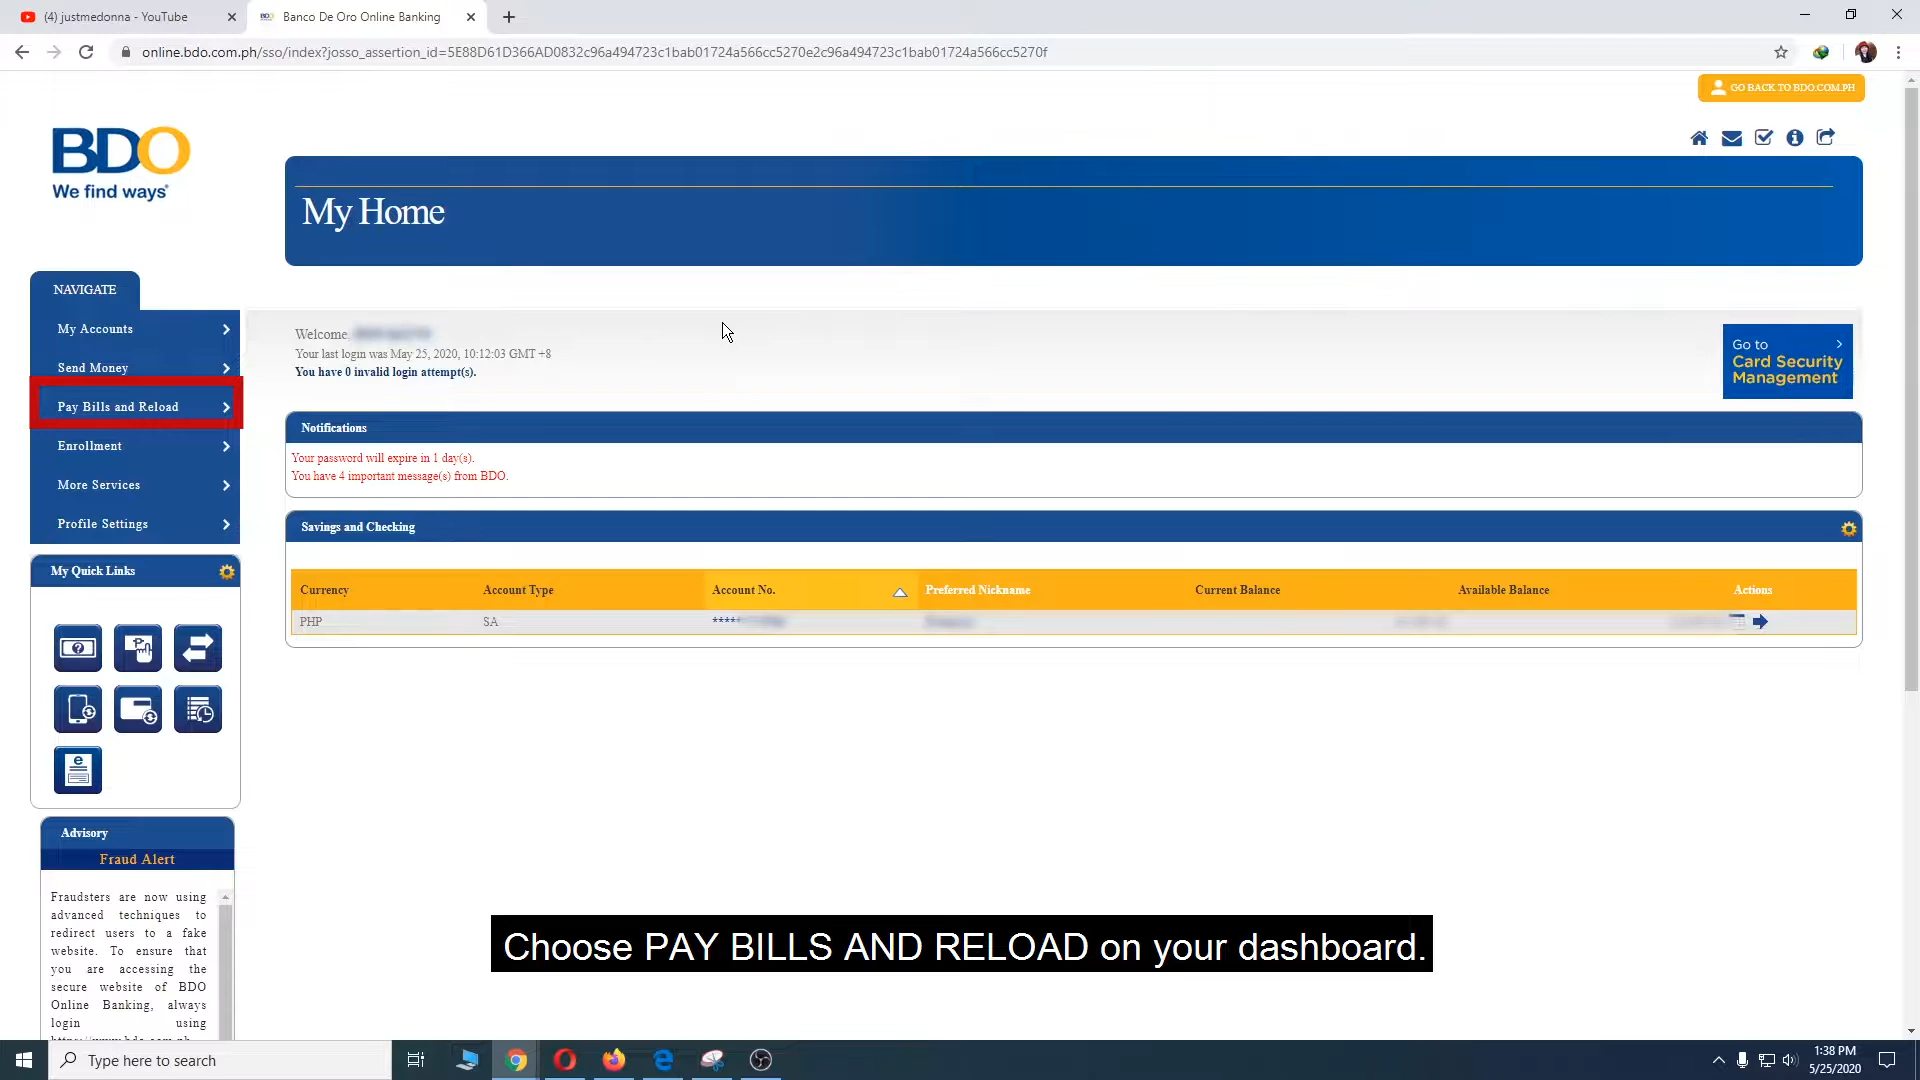 (4) justmedonna - YouTube
Banco De Oro Online Banking
online.bdo.com.ph/sso/index?josso_assertion_id=5E88D61D366AD0832c96a494723c1bab01724a566cc5270e2c96a494723c1bab01724a566cc5270f
GO BACK TO BDO.COM.PH
BDO
We find ways
My Home
NAVIGATE
My Accounts
Send Money
Pay Bills and Reload
Enrollment
More Services
Profile Settings
Welcome,
Your last login was May 25, 2020, 10:12:03 GMT +8
You have 0 invalid login attempt(s).
Go to
Card Security
Management
Notifications
Your password will expire in 1 day(s).
You have 4 important message(s) from BDO.
Savings and Checking
Currency Account Type Account No. Preferred Nickname Current Balance Available Balance Actions
PHP SA *****
My Quick Links
Advisory
Fraud Alert
Fraudsters are now using
advanced techniques to
redirect users to a fake
website. To ensure that
you are accessing the
secure website of BDO
Online Banking, always
login using
Choose PAY BILLS AND RELOAD on your dashboard.
Type here to search
1:38 PM
5/25/2020